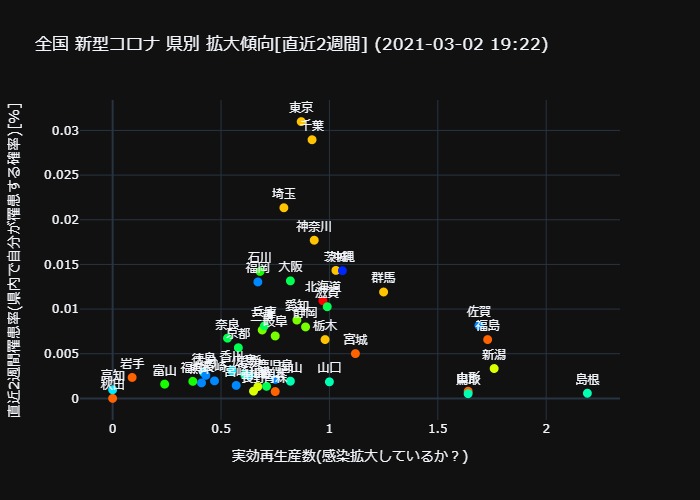 全国 新型コロナ 県別 拡大傾向[直近2週間] (2021-03-02 19:22)
直近2週間罹患率(県内で自分が罹患する確率)[%]
0.03
0.025
0.02
0.015
0.01
0.005
0
東京
千葉
埼玉
神奈川
石川
福岡
大阪
茨城
沖縄
群馬
北海道
滋賀
兵庫
愛知
静岡
岐阜
奈良
京都
栃木
宮城
佐賀
福島
新潟
岩手
高知
秋田
富山
香川
山口
山形
鳥取
島根
0
0.5
1
1.5
2
実効再生産数(感染拡大しているか？)